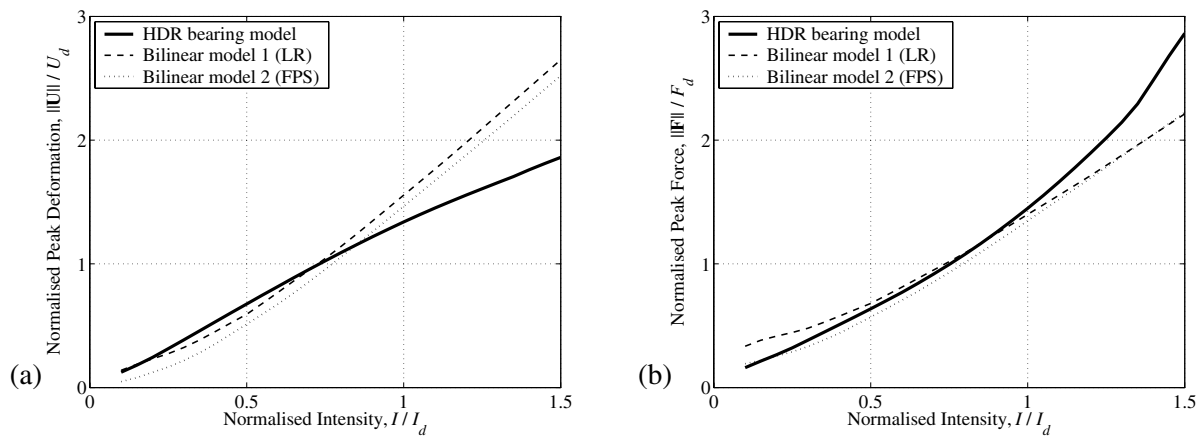 3
2
1
0
0
0.5
1
1.5
Normalised Peak Deformation, ||U|| / U_d
HDR bearing model
Bilinear model 1 (LR)
Bilinear model 2 (FPS)
Normalised Intensity, I / I_d
(a)
3
2
1
0
0
0.5
1
1.5
Normalised Peak Force, ||F|| / F_d
HDR bearing model
Bilinear model 1 (LR)
Bilinear model 2 (FPS)
Normalised Intensity, I / I_d
(b)